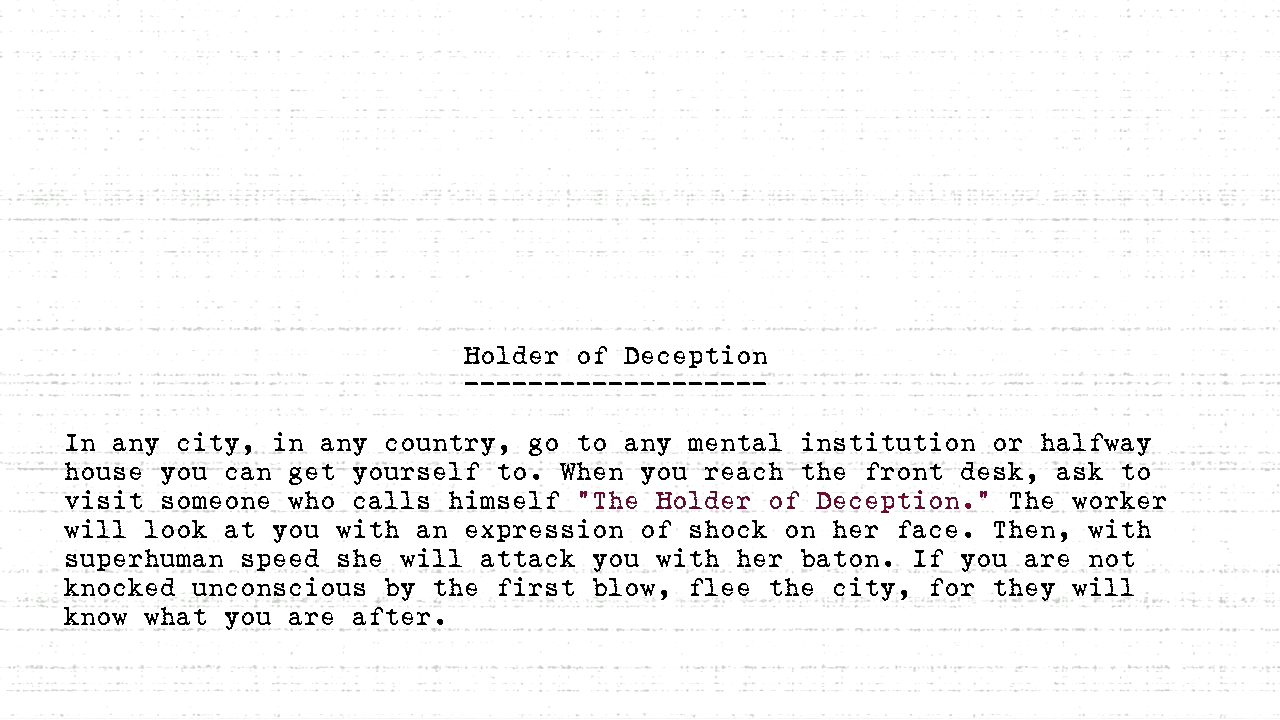 Holder of Deception
-------------------
In any city, in any country, go to any mental institution or halfway
house you can get yourself to. When you reach the front desk, ask to
visit someone who calls himself "The Holder of Deception." The worker
will look at you with an expression of shock on her face. Then, with
superhuman speed she will attack you with her baton. If you are not
knocked unconscious by the first blow, flee the city, for they will
know what you are after.